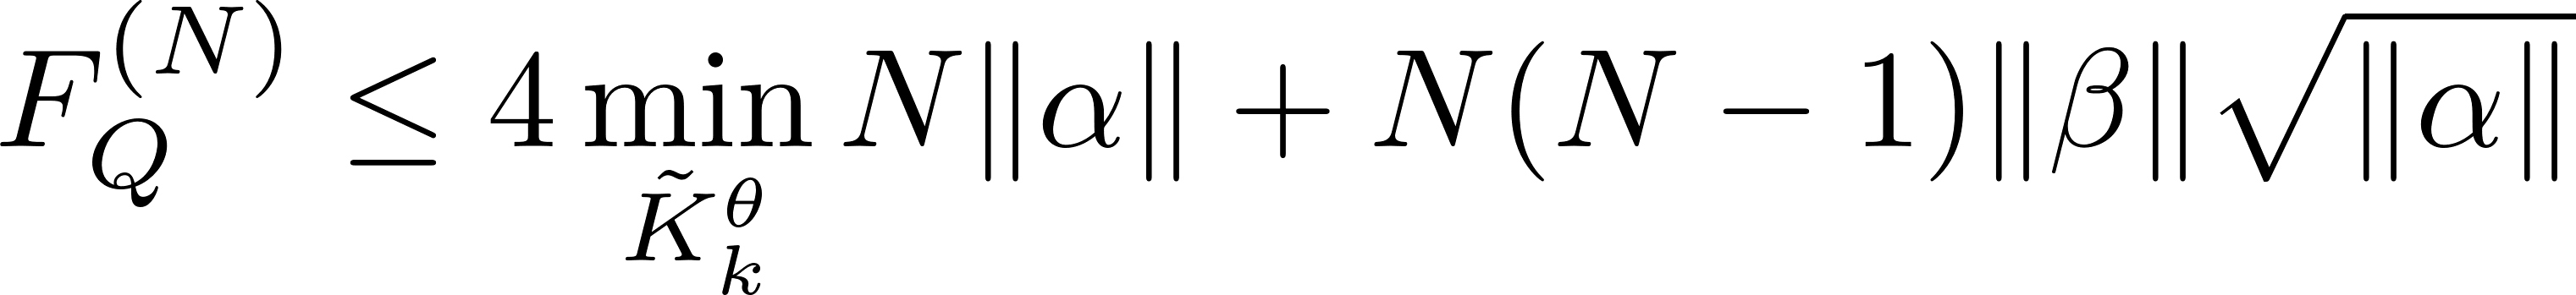 $F_Q^{(N)} \leq 4 \min_{\tilde{K}_k^\theta} N \|\alpha\| + N(N-1) \|\beta\| \sqrt{\|\alpha\|}$